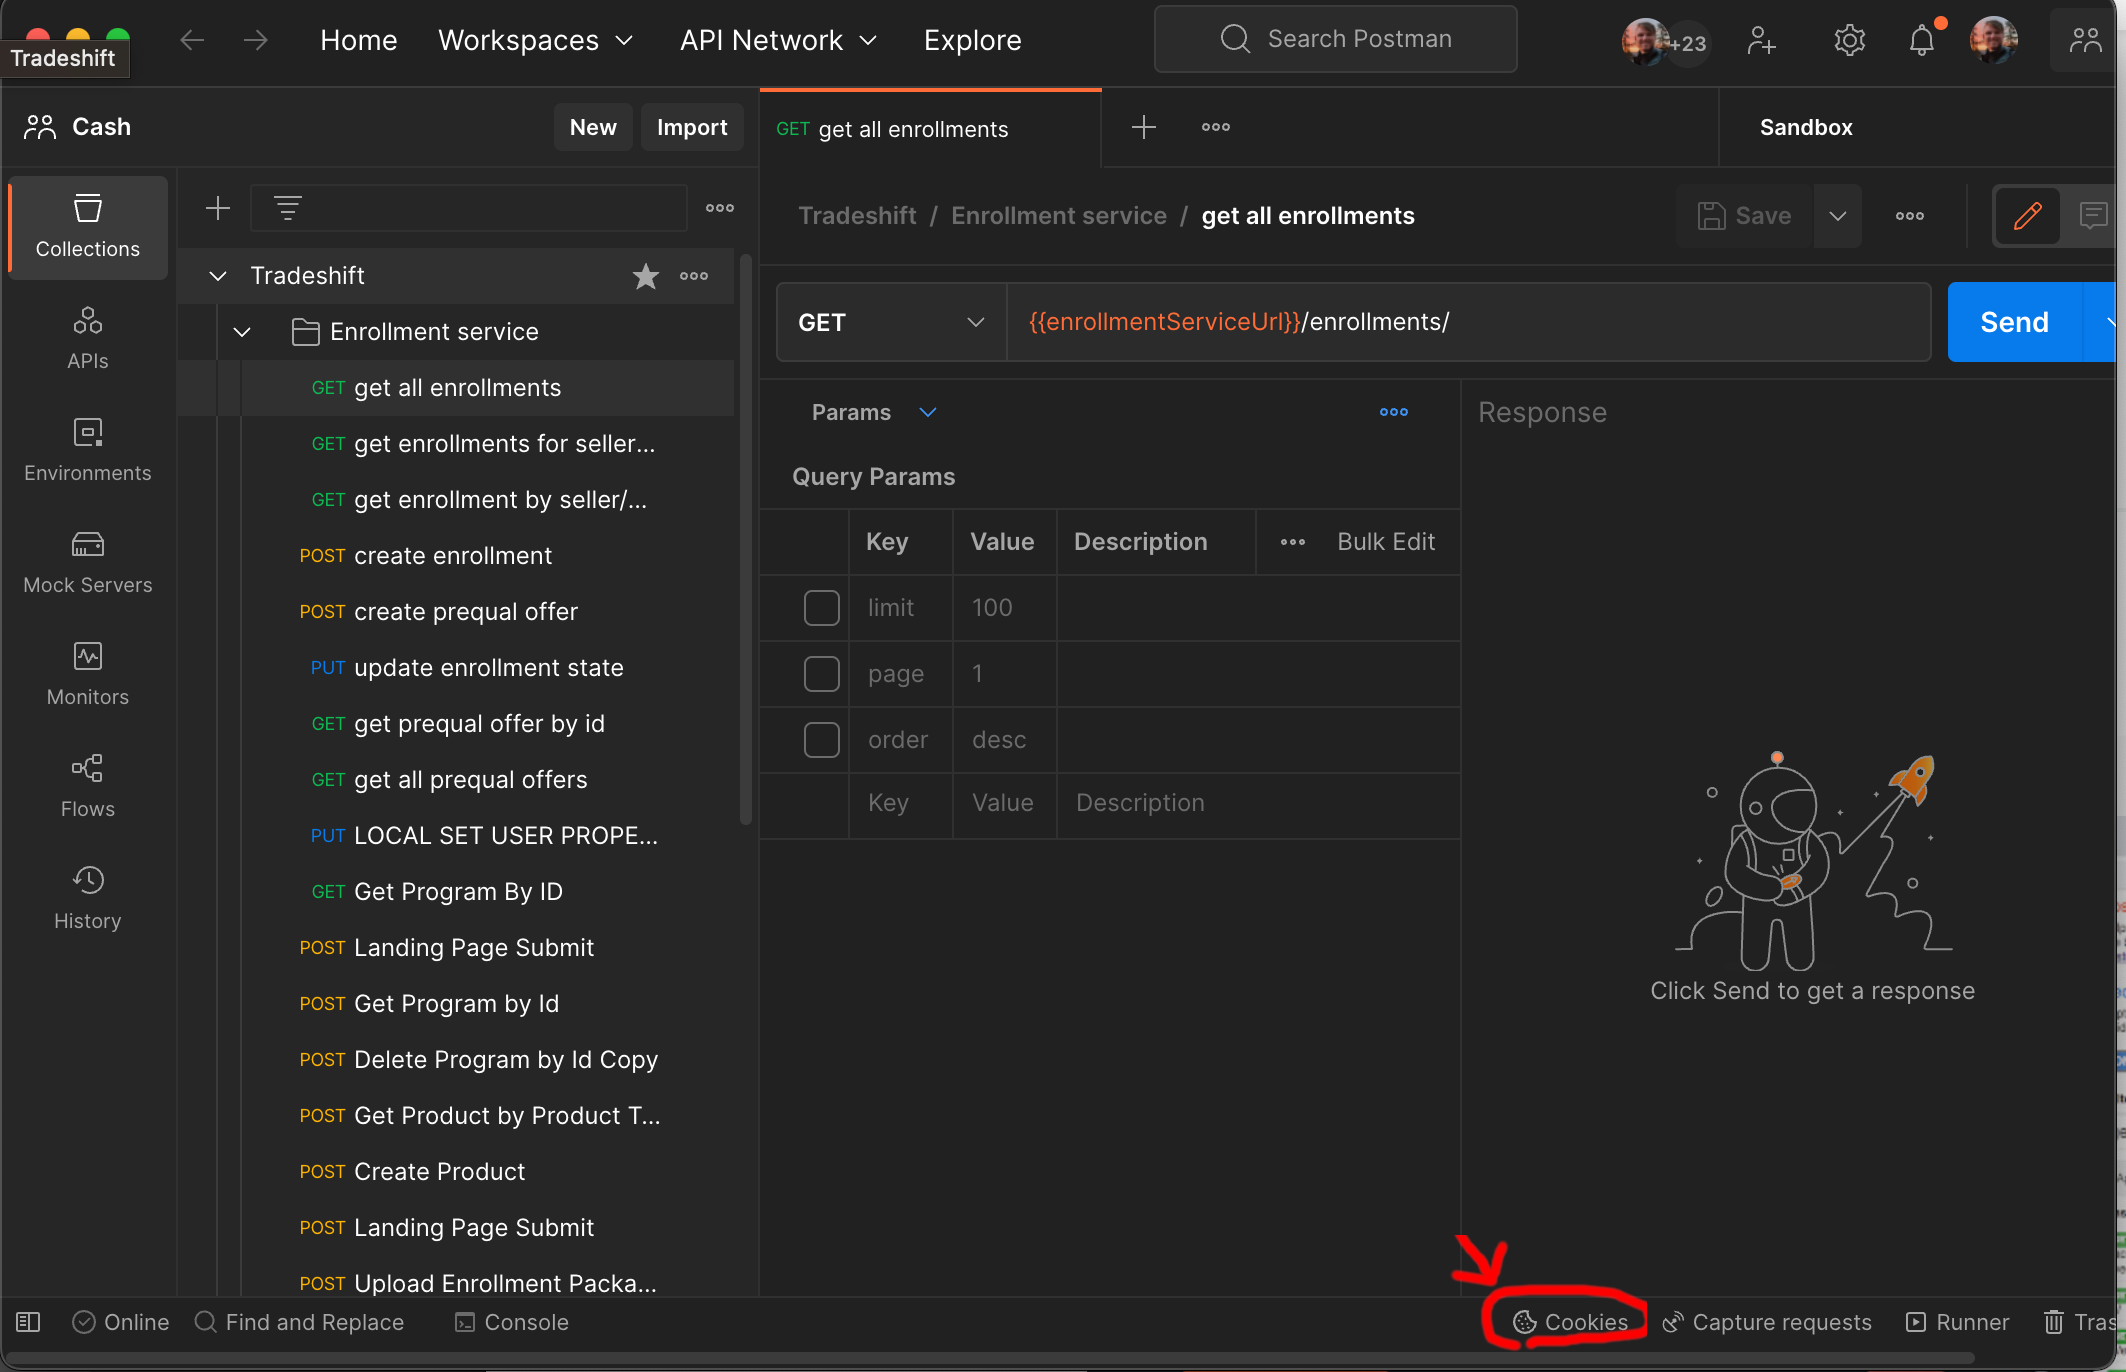 Home Workspaces API Network Explore Search Postman +23
Tradeshift
Cash New Import GET get all enrollments Sandbox
Collections
Tradeshift / Enrollment service / get all enrollments Save
Tradeshift
GET {{enrollmentServiceUrl}}/enrollments/ Send
Enrollment service
APIs
GET get all enrollments
Params Response
GET get enrollments for seller...
Environments
Query Params
GET get enrollment by seller/...
Key Value Description Bulk Edit
POST create enrollment
Mock Servers
limit 100
POST create prequal offer
PUT update enrollment state
page 1
Monitors
GET get prequal offer by id
order desc
GET get all prequal offers
Flows
Key Value Description
PUT LOCAL SET USER PROPE...
GET Get Program By ID
History
POST Landing Page Submit
POST Get Program by Id
Click Send to get a response
POST Delete Program by Id Copy
POST Get Product by Product T...
POST Create Product
POST Landing Page Submit
POST Upload Enrollment Packa...
Online Find and Replace Console Cookies Capture requests Runner Tras